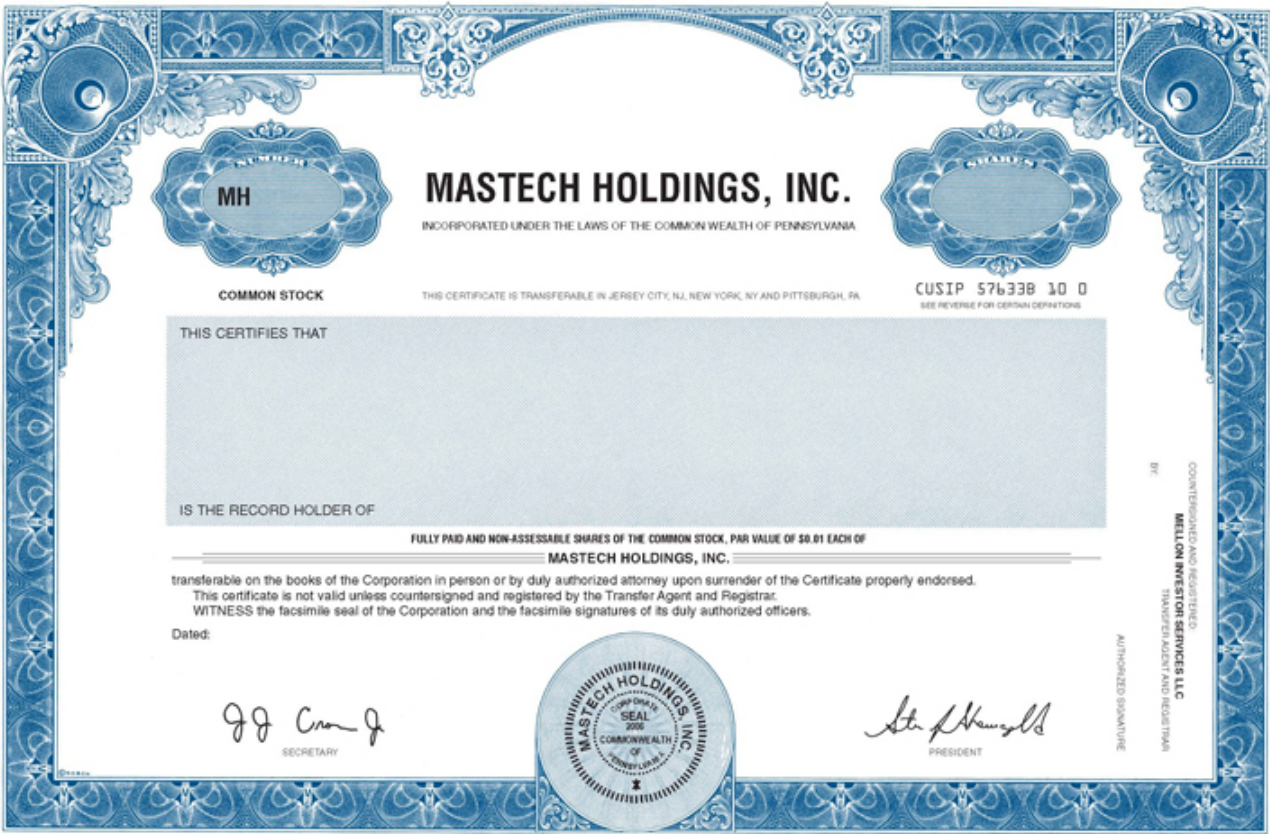 NUMBER
SHARES
MH
MASTECH HOLDINGS, INC.
INCORPORATED UNDER THE LAWS OF THE COMMON WEALTH OF PENNSYLVANIA
COMMON STOCK
THIS CERTIFICATE IS TRANSFERABLE IN JERSEY CITY, NJ, NEW YORK, NY AND PITTSBURGH, PA
CUSIP 57633B 10 0
SEE REVERSE FOR CERTAIN DEFINITIONS
THIS CERTIFIES THAT
IS THE RECORD HOLDER OF
FULLY PAID AND NON-ASSESSABLE SHARES OF THE COMMON STOCK, PAR VALUE OF $0.01 EACH OF
MASTECH HOLDINGS, INC.
transferable on the books of the Corporation in person or by duly authorized attorney upon surrender of the Certificate properly endorsed.
This certificate is not valid unless countersigned and registered by the Transfer Agent and Registrar.
WITNESS the facsimile seal of the Corporation and the facsimile signatures of its duly authorized officers.
Dated:
SECRETARY
MASTECH HOLDINGS, INC.
CORPORATE
SEAL
2006
COMMONWEALTH
OF
PENNSYLVANIA
PRESIDENT
COUNTERSIGNED AND REGISTERED:
MELLON INVESTOR SERVICES LLC
TRANSFER AGENT AND REGISTRAR
BY:
AUTHORIZED SIGNATURE